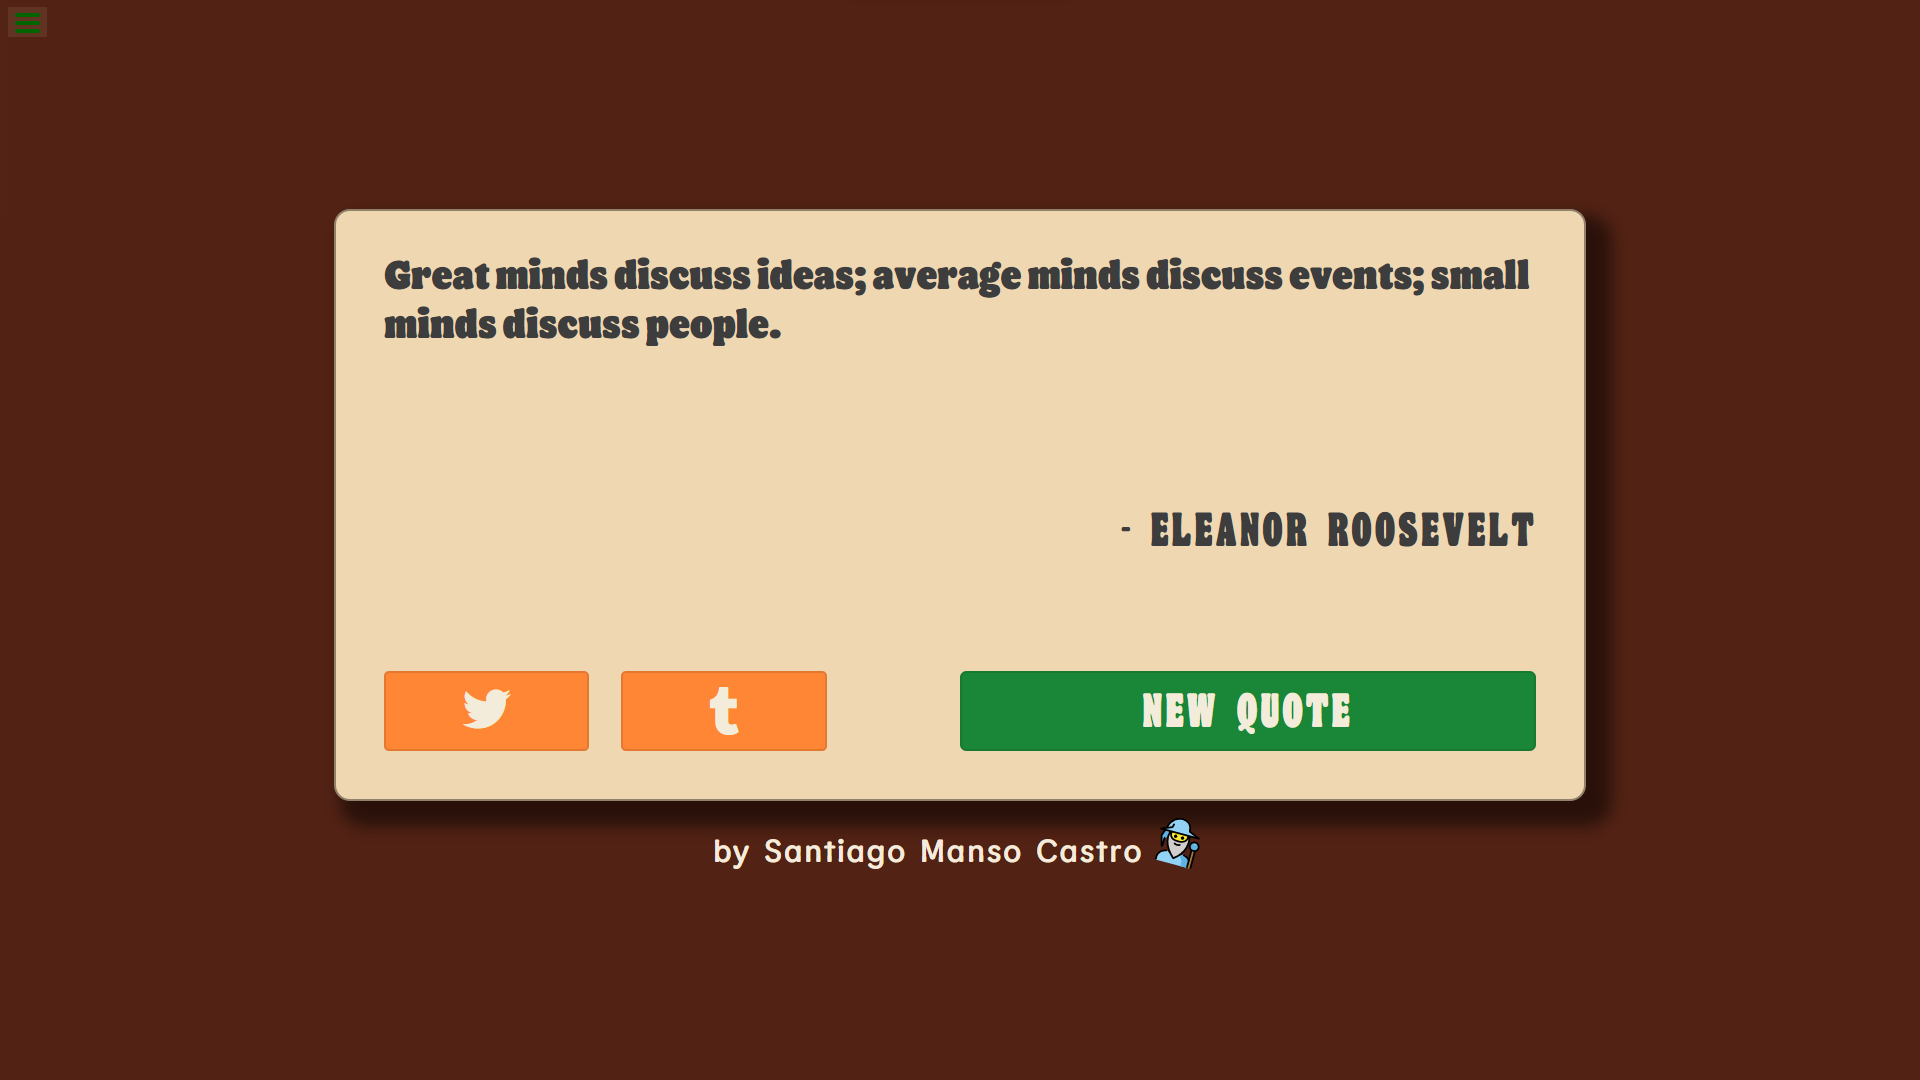 Great minds discuss ideas; average minds discuss events; small
minds discuss people.
- ELEANOR ROOSEVELT
NEW QUOTE
by Santiago Manso Castro